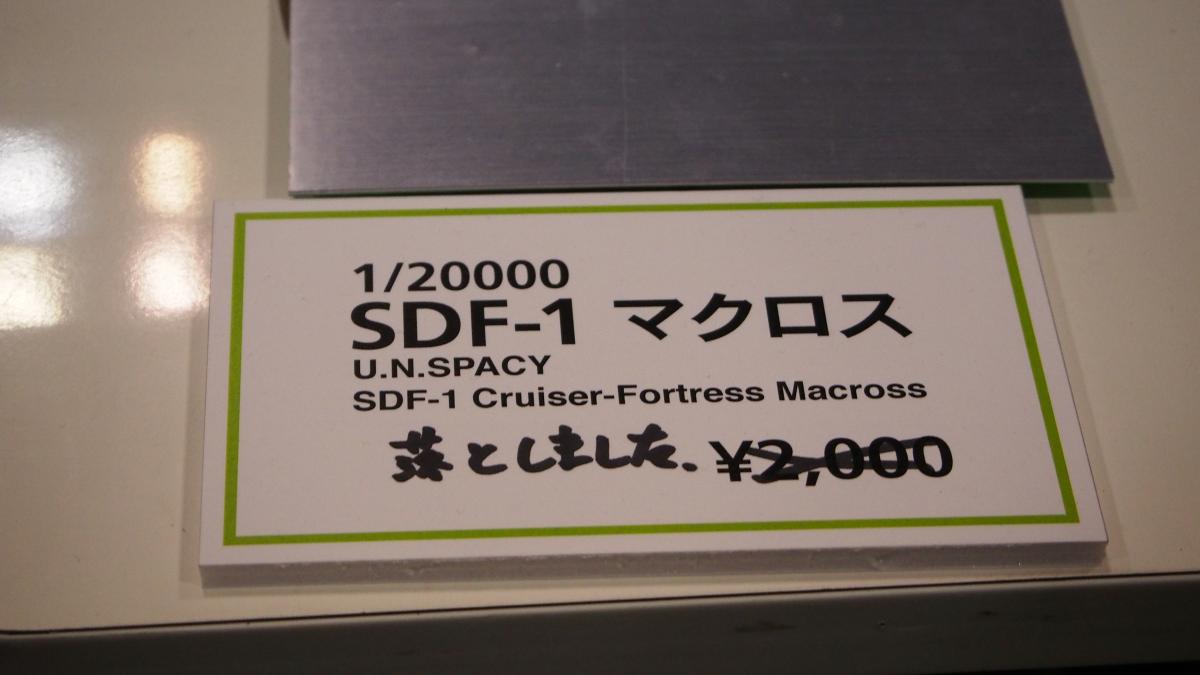 1/20000
SDF-1 マクロス
U.N.SPACY
SDF-1 Cruiser-Fortress Macross
落としました. ¥2,000